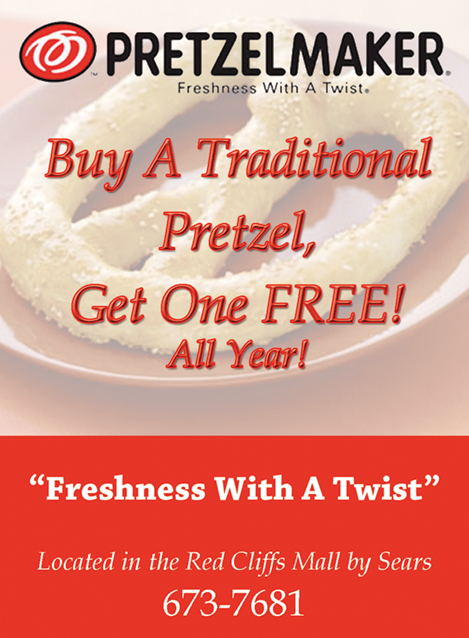 PRETZELMAKER®
™
Freshness With A Twist®
Buy A Traditional
Pretzel,
Get One FREE!
All Year!
“Freshness With A Twist”
Located in the Red Cliffs Mall by Sears
673-7681